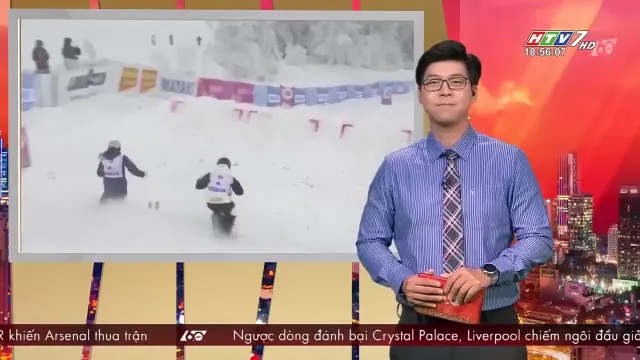 HTV7 HD
18:56:07
R khiến Arsenal thua trận
Ngược dòng đánh bại Crystal Palace, Liverpool chiếm ngôi đầu giả